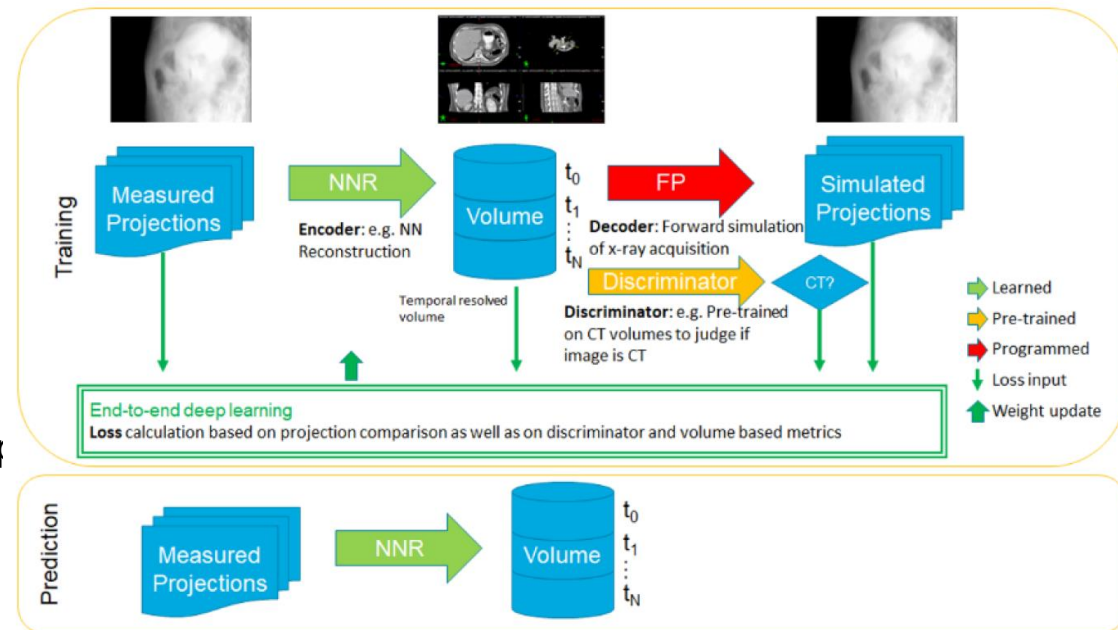 Training
Measured
Projections
NNR
Encoder: e.g. NN
Reconstruction
Volume
t0
t1
⋮
tN
Temporal resolved
volume
FP
Decoder: Forward simulation
of x-ray acquisition
Simulated
Projections
Discriminator
CT?
Discriminator: e.g. Pre-trained
on CT volumes to judge if
image is CT
Learned
Pre-trained
Programmed
Loss input
Weight update
End-to-end deep learning
Loss calculation based on projection comparison as well as on discriminator and volume based metrics
Prediction
Measured
Projections
NNR
Volume
t0
t1
⋮
tN